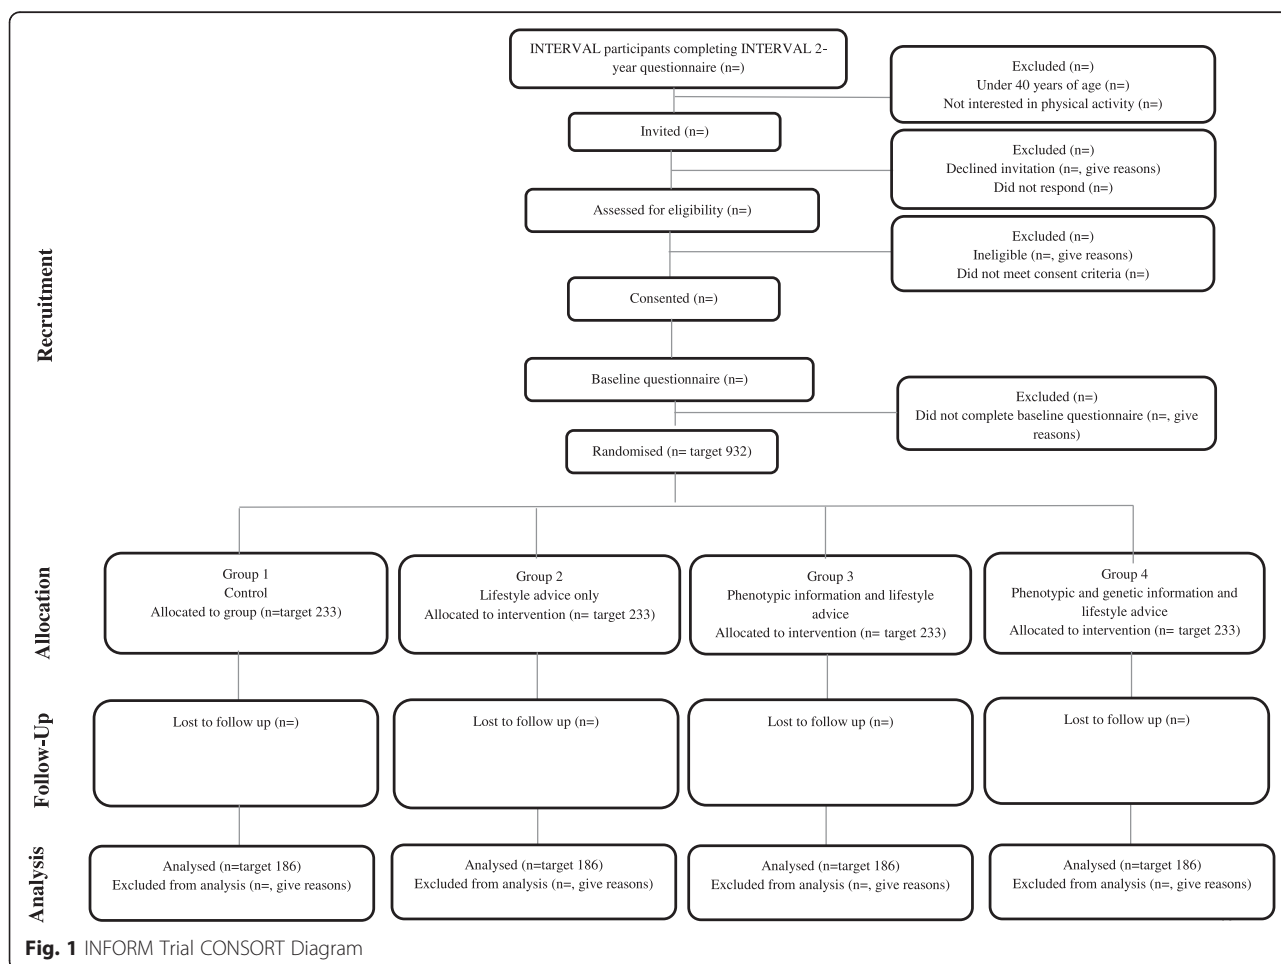 INTERVAL participants completing INTERVAL 2-
year questionnaire (n=)
Excluded (n=)
Under 40 years of age (n=)
Not interested in physical activity (n=)
Invited (n=)
Excluded (n=)
Declined invitation (n=, give reasons)
Did not respond (n=)
Assessed for eligibility (n=)
Excluded (n=)
Ineligible (n=, give reasons)
Did not meet consent criteria (n=)
Consented (n=)
Recruitment
Baseline questionnaire (n=)
Excluded (n=)
Did not complete baseline questionnaire (n=, give
reasons)
Randomised (n= target 932)
Allocation
Group 1
Control
Allocated to group (n=target 233)
Group 2
Lifestyle advice only
Allocated to intervention (n= target 233)
Group 3
Phenotypic information and lifestyle
advice
Allocated to intervention (n= target 233)
Group 4
Phenotypic and genetic information and
lifestyle advice
Allocated to intervention (n= target 233)
Follow-Up
Lost to follow up (n=)
Lost to follow up (n=)
Lost to follow up (n=)
Lost to follow up (n=)
Analysis
Analysed (n=target 186)
Excluded from analysis (n=, give reasons)
Analysed (n=target 186)
Excluded from analysis (n=, give reasons)
Analysed (n=target 186)
Excluded from analysis (n=, give reasons)
Analysed (n=target 186)
Excluded from analysis (n=, give reasons)
Fig. 1 INFORM Trial CONSORT Diagram